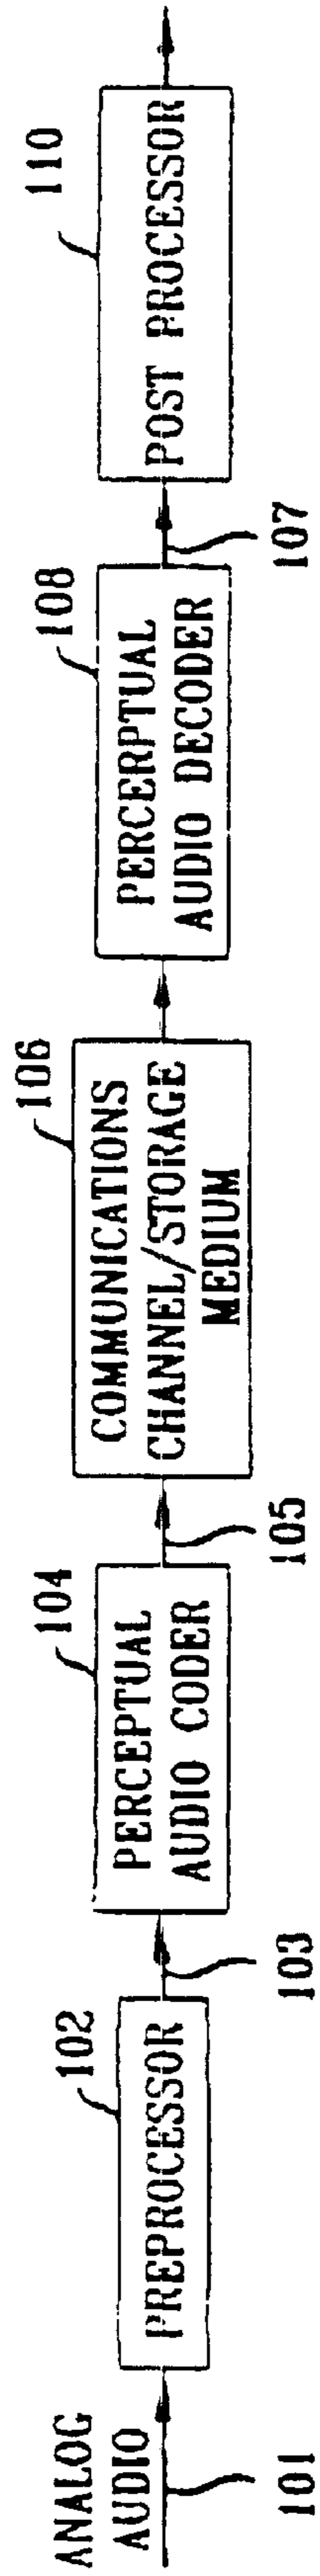 ANALOG
AUDIO
101
102
PREPROCESSOR
103
104
PERCEPTUAL
AUDIO CODER
105
106
COMMUNICATIONS
CHANNEL/STORAGE
MEDIUM
108
PERCERPTUAL
AUDIO DECODER
107
110
POST PROCESSOR